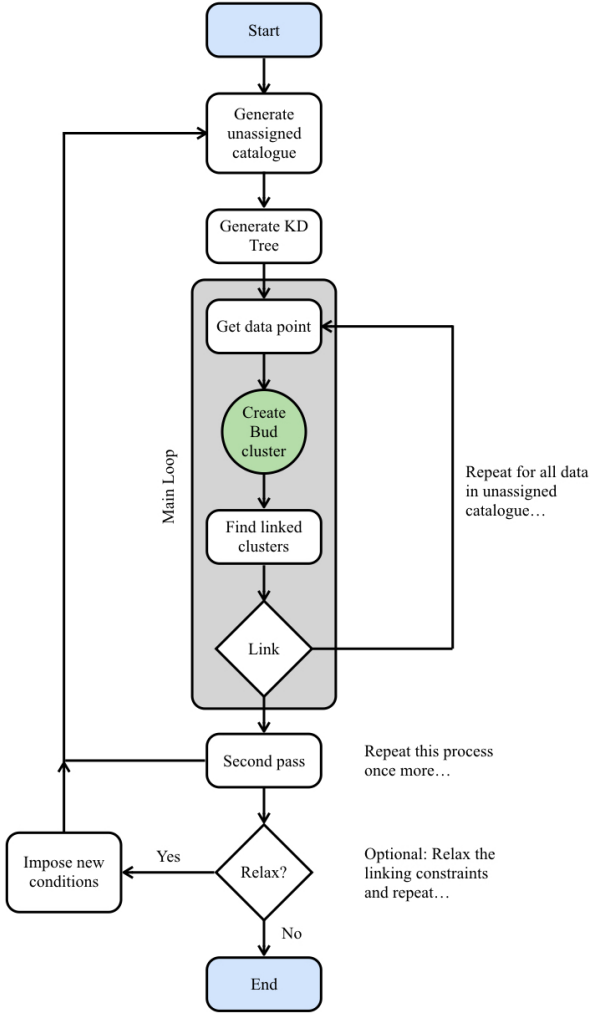 Start
Generate
unassigned
catalogue
Generate KD
Tree
Get data point
Create
Bud
cluster
Main Loop
Repeat for all data
in unassigned
catalogue…
Find linked
clusters
Link
Second pass
Repeat this process
once more…
Impose new
conditions
Yes
Relax?
Optional: Relax the
linking constraints
and repeat…
No
End